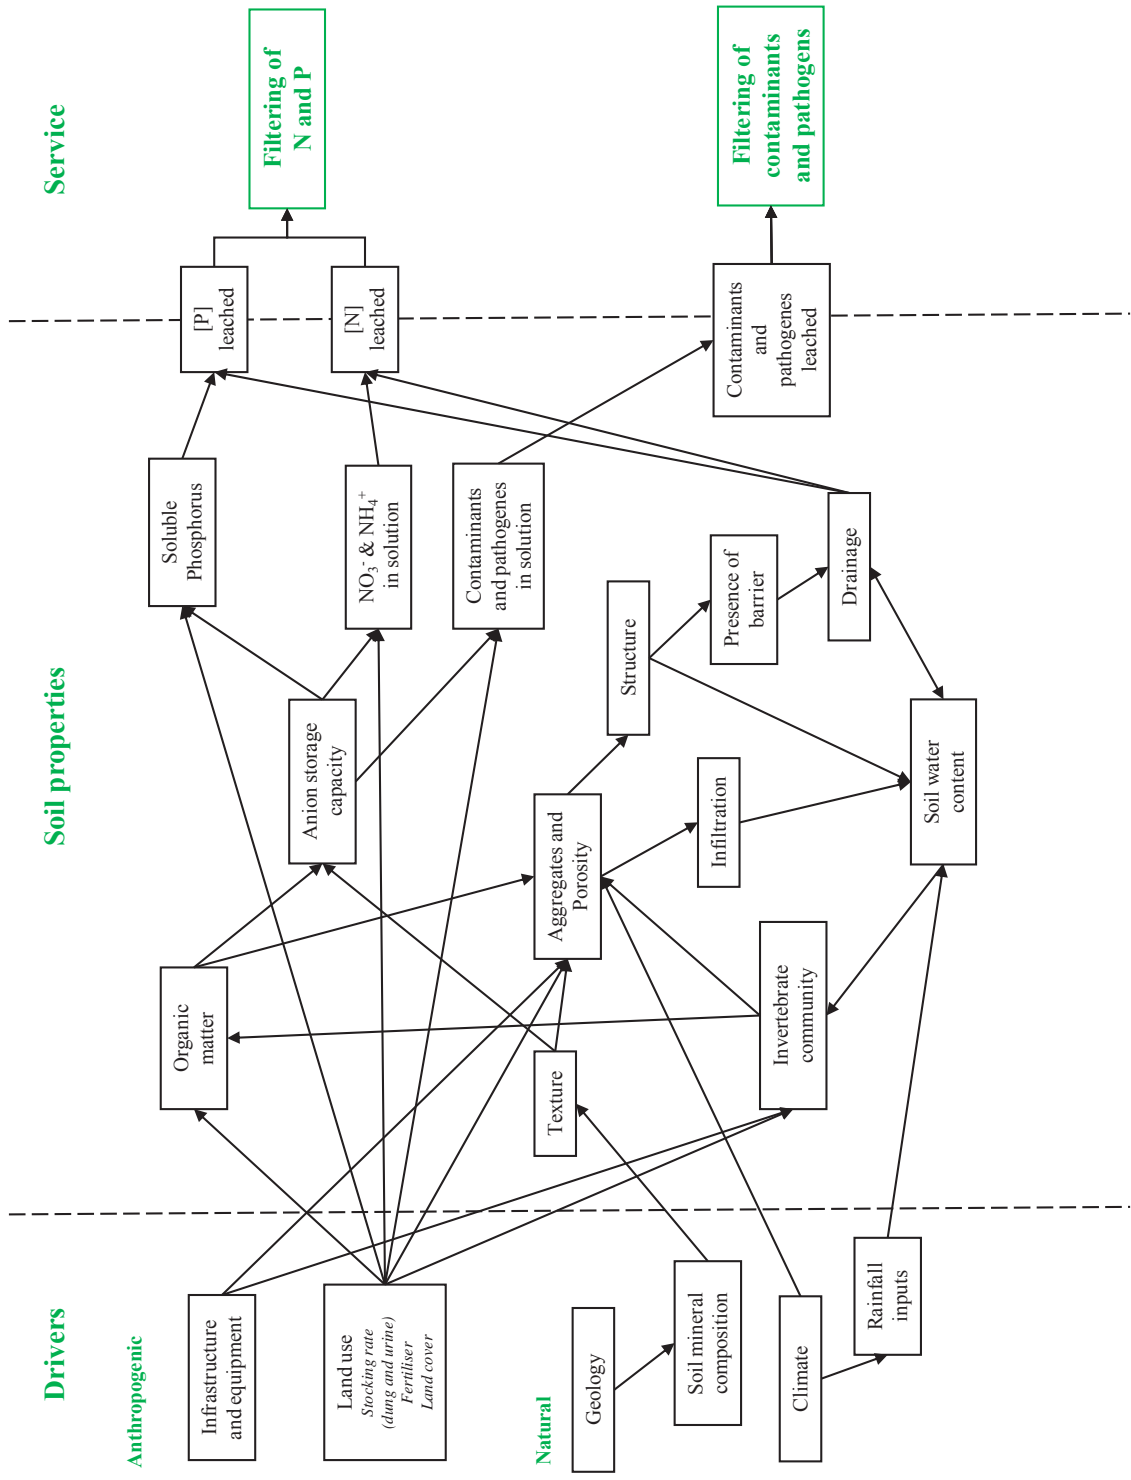 Drivers
Soil properties
Service
Anthropogenic
Infrastructure
and equipment
Land use
Stocking rate
(dung and urine)
Fertiliser
Land cover
Natural
Geology
Soil mineral
composition
Climate
Rainfall
inputs
Organic
matter
Texture
Invertebrate
community
Anion storage
capacity
Aggregates and
Porosity
Infiltration
Soil water
content
Structure
Presence of
barrier
Drainage
Soluble
Phosphorus
NO₃⁻ & NH₄⁺
in solution
Contaminants
and pathogenes
in solution
[P]
leached
[N]
leached
Contaminants
and
pathogenes
leached
Filtering of
N and P
Filtering of
contaminants
and pathogens